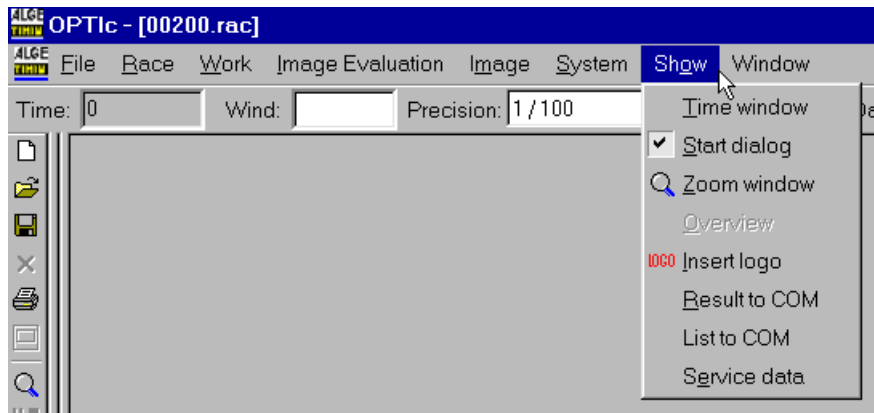 ALGE TIMIN OPTIc - [00200.rac]
ALGE TIMIN File Race Work Image Evaluation Image System Show Window
Time: 0 Wind: Precision: 1 / 100
Time window
Start dialog
Zoom window
Overview
LOGO Insert logo
Result to COM
List to COM
Service data